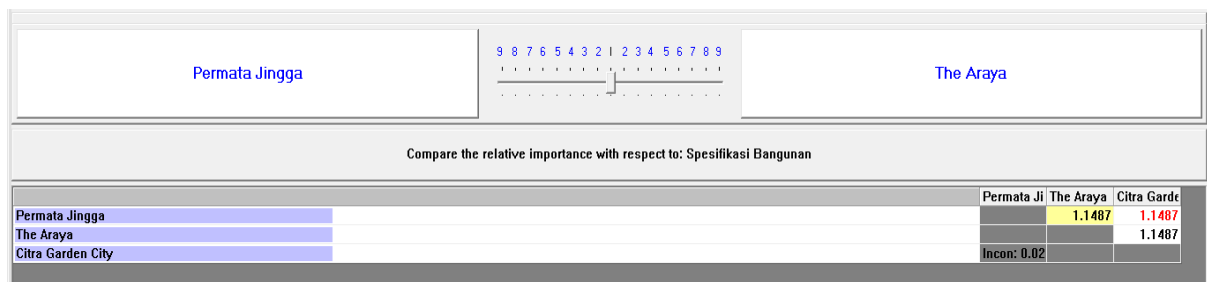 Permata Jingga
9 8 7 6 5 4 3 2 | 2 3 4 5 6 7 8 9
The Araya
Compare the relative importance with respect to: Spesifikasi Bangunan
Permata Ji The Araya Citra Garde
Permata Jingga 1.1487 1.1487
The Araya 1.1487
Citra Garden City Incon: 0.02